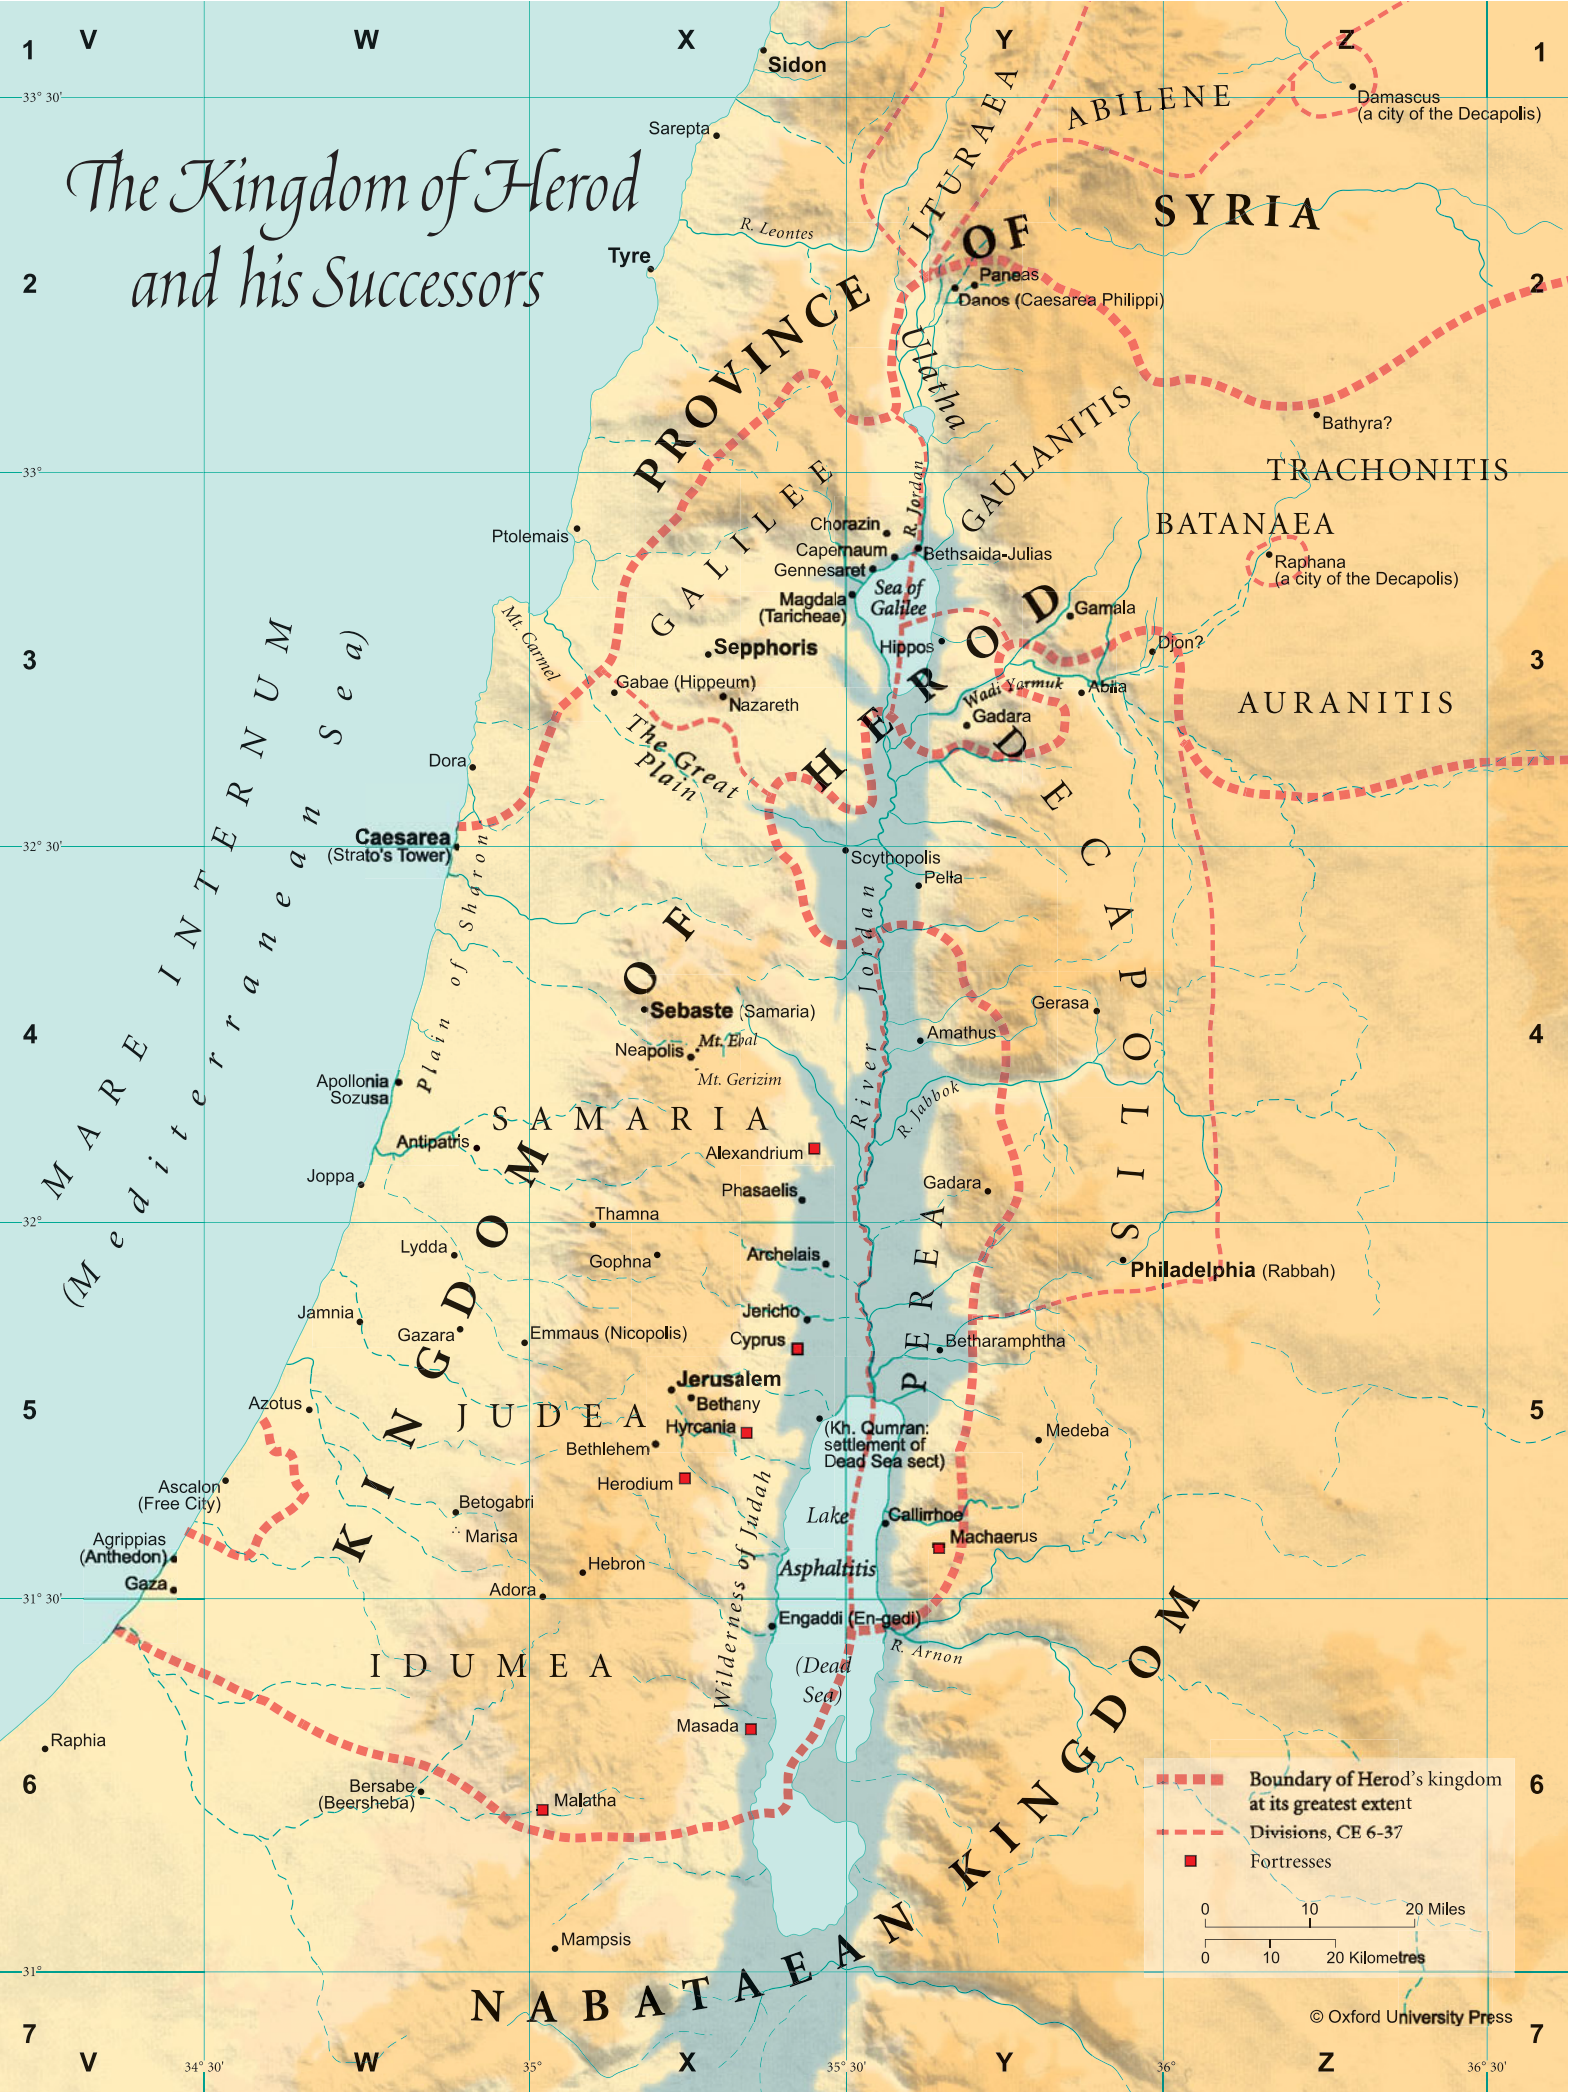 The Kingdom of Herod
and his Successors
V
W
X
Y
Z
1
1
2
2
3
3
4
4
5
5
6
6
7
7
V
W
X
Y
Z
33° 30'
33°
32° 30'
32°
31° 30'
31°
34° 30'
35°
35° 30'
36°
36° 30'
Sidon
Sarepta
Damascus
(a city of the Decapolis)
ABILENE
ITURAEA
PROVINCE OF SYRIA
R. Leontes
Tyre
Paneas
Danos (Caesarea Philippi)
Ulatha
GAULANITIS
Bathyra?
TRACHONITIS
BATANAEA
Raphana
(a city of the Decapolis)
GALILEE
R. Jordan
Ptolemais
Chorazin
Capernaum
Bethsaida-Julias
Gennesaret
Sea of
Galilee
Magdala
(Taricheae)
Gamala
Mt. Carmel
Sepphoris
Hippos
Dion?
Gabae (Hippeum)
Nazareth
Wadi Yarmuk
Abila
Gadara
AURANITIS
The Great
Plain
Dora
Caesarea
(Strato's Tower)
MARE INTERNUM
(Mediterranean Sea)
Plain of Sharon
Scythopolis
Pella
DECAPOLIS
KINGDOM OF HEROD
River Jordan
Sebaste (Samaria)
Mt. Ebal
Neapolis
Mt. Gerizim
Gerasa
Amathus
R. Jabbok
Apollonia
Sozusa
SAMARIA
Antipatris
Alexandrium
Joppa
Phasaelis
Gadara
Thamna
Lydda
Gophna
Archelais
PEREA
Philadelphia (Rabbah)
Jamnia
Gazara
Emmaus (Nicopolis)
Jericho
Cyprus
Betharamphtha
Jerusalem
Bethany
Azotus
JUDEA
Hyrcania
Bethlehem
(Kh. Qumran:
settlement of
Dead Sea sect)
Medeba
Herodium
Ascalon
(Free City)
Betogabri
Marisa
Lake
Asphaltitis
Callirrhoe
Machaerus
Agrippias
(Anthedon)
Gaza
Hebron
Adora
Wilderness of Judah
Engaddi (En-gedi)
R. Arnon
(Dead
Sea)
IDUMEA
Masada
Raphia
Bersabe
(Beersheba)
Malatha
Mampsis
NABATAEAN KINGDOM
Boundary of Herod's kingdom
at its greatest extent
Divisions, CE 6-37
Fortresses
0 10 20 Miles
0 10 20 Kilometres
© Oxford University Press